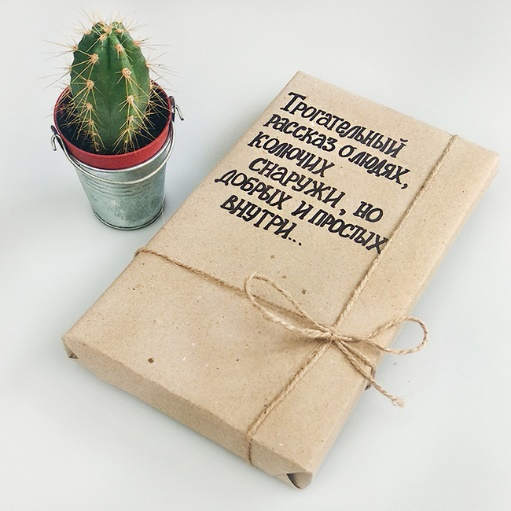 Трогательный
рассказ о людях,
колючих
снаружи, но
добрых и простых
внутри...